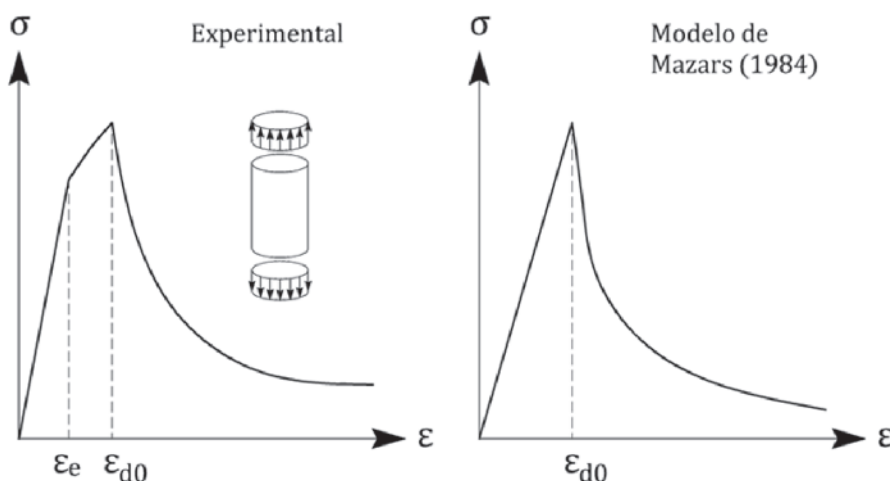 σ
Experimental
ε
εe
εd0
σ
Modelo de
Mazars (1984)
ε
εd0